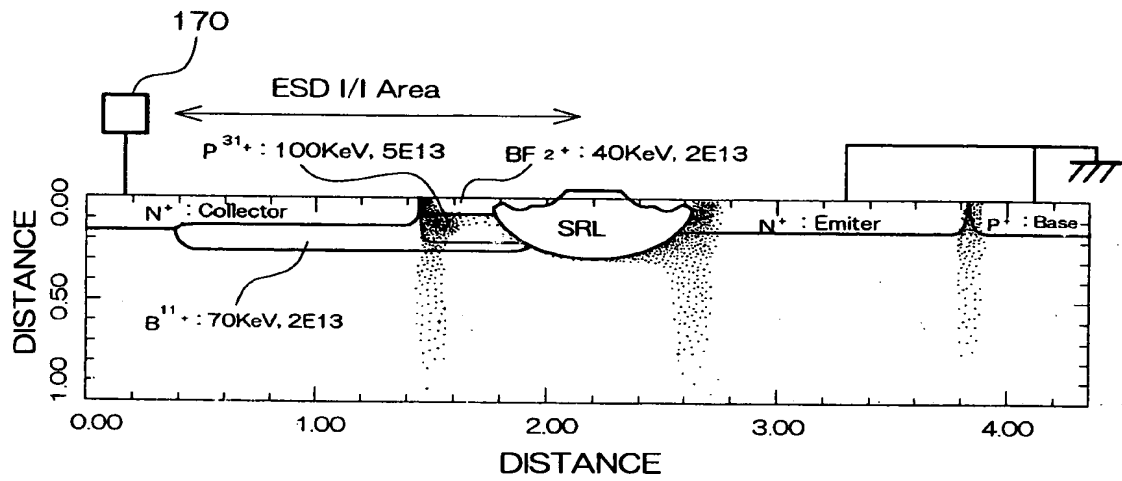 170
ESD I/I Area
P³¹⁺ : 100KeV, 5E13
BF₂⁺ : 40KeV, 2E13
N⁺ : Collector
SRL
N⁺ : Emiter
P⁺ : Base
B¹¹⁺ : 70KeV, 2E13
DISTANCE
0.00
0.50
1.00
0.00
1.00
2.00
3.00
4.00
DISTANCE